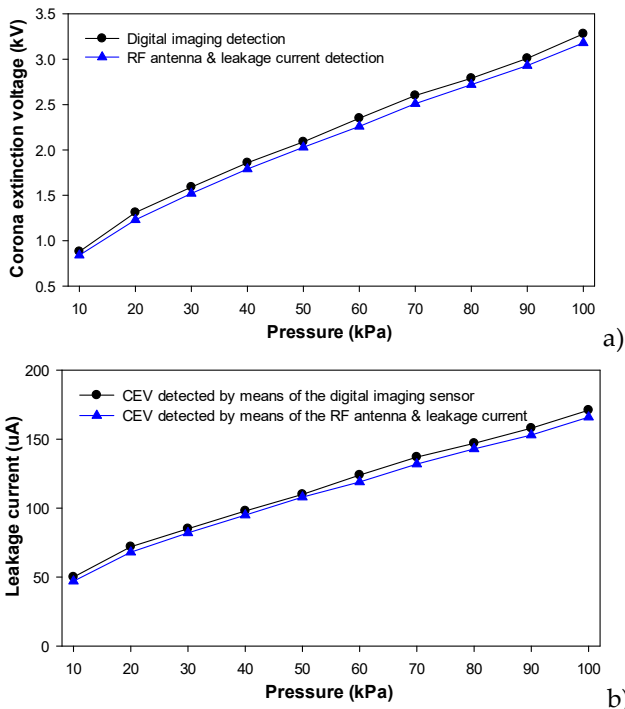 3.5
Digital imaging detection
RF antenna & leakage current detection
3.0
2.5
2.0
1.5
1.0
0.5
Corona extinction voltage (kV)
10 20 30 40 50 60 70 80 90 100
Pressure (kPa)
a)
200
CEV detected by means of the digital imaging sensor
CEV detected by means of the RF antenna & leakage current
150
100
50
0
Leakage current (uA)
10 20 30 40 50 60 70 80 90 100
Pressure (kPa)
b)